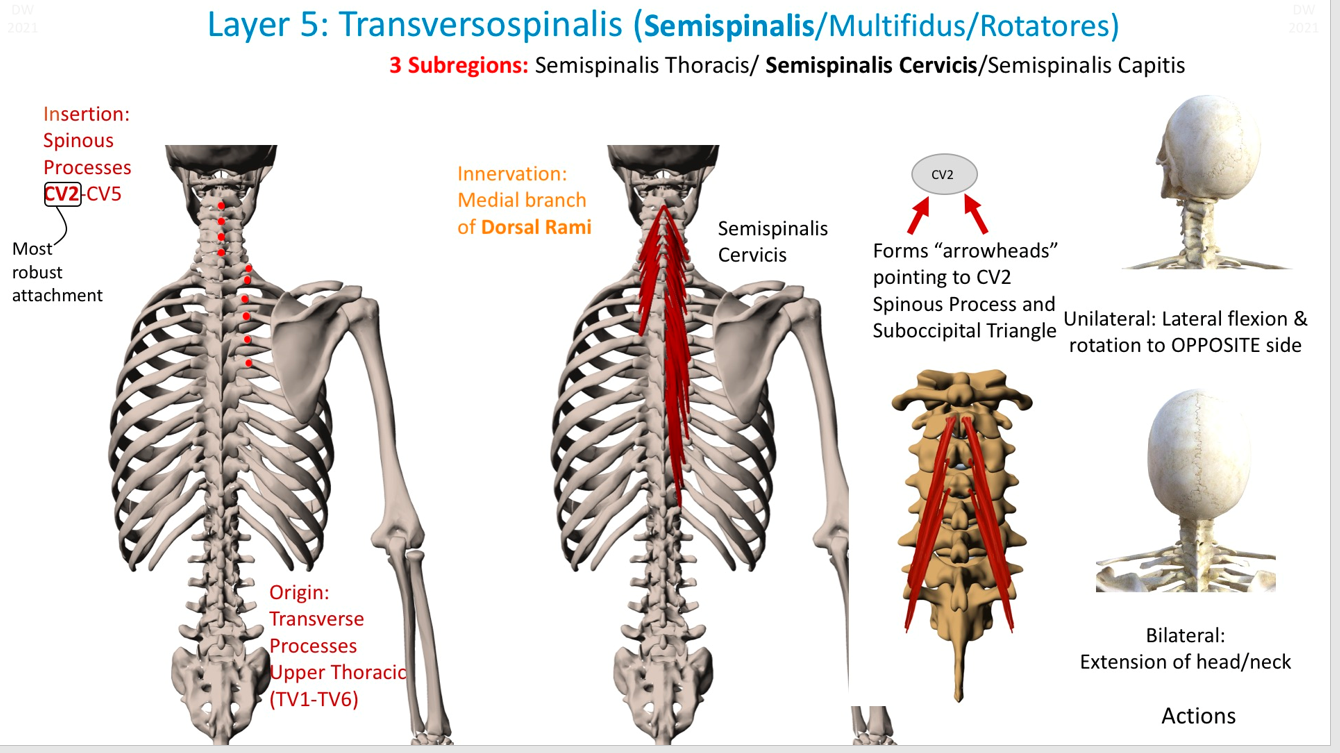 DW
2021
DW
2021
Layer 5: Transversospinalis (Semispinalis/Multifidus/Rotatores)
3 Subregions: Semispinalis Thoracis/ Semispinalis Cervicis/Semispinalis Capitis
Insertion:
Spinous
Processes
CV2-CV5
Most
robust
attachment
Origin:
Transverse
Processes
Upper Thoracic
(TV1-TV6)
Innervation:
Medial branch
of Dorsal Rami
Semispinalis
Cervicis
CV2
Forms “arrowheads”
pointing to CV2
Spinous Process and
Suboccipital Triangle
Unilateral: Lateral flexion &
rotation to OPPOSITE side
Bilateral:
Extension of head/neck
Actions